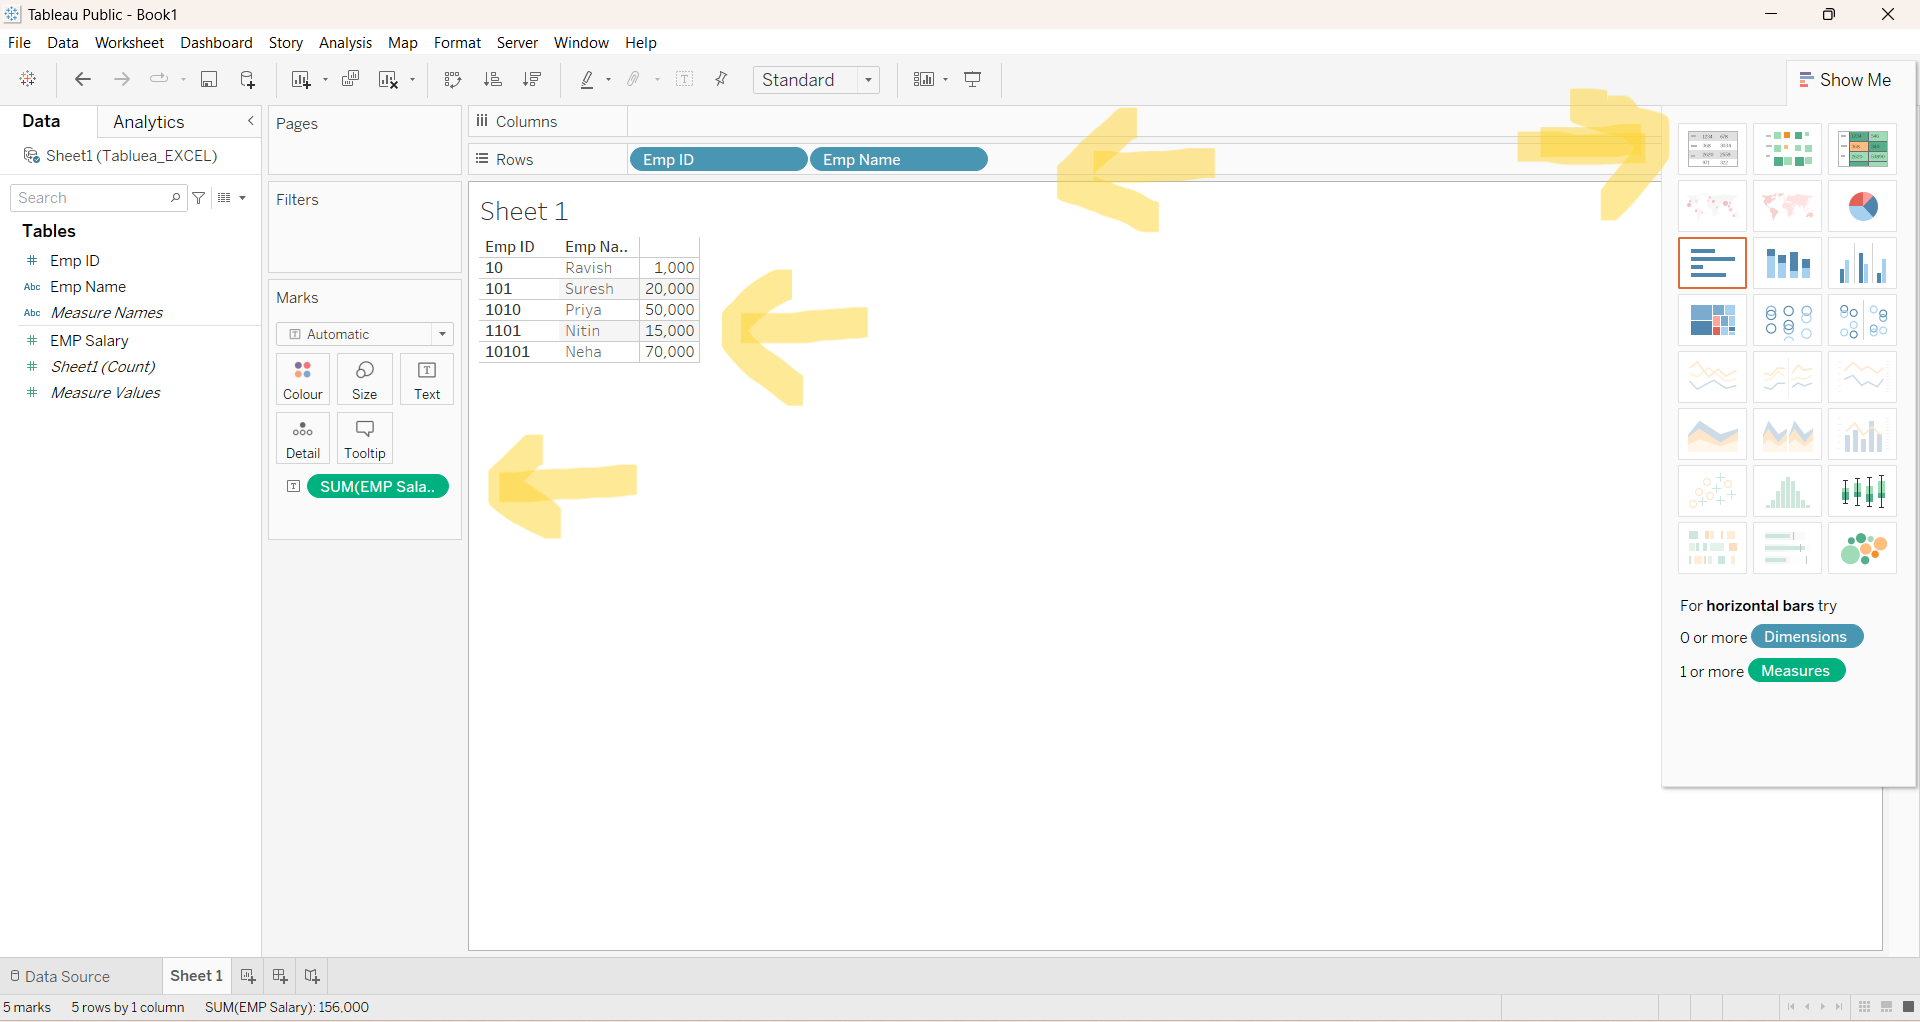 Tableau Public - Book1
File Data Worksheet Dashboard Story Analysis Map Format Server Window Help
Standard
Show Me
Data Analytics
Sheet1 (Tabluea_EXCEL)
Search
Tables
# Emp ID
Abc Emp Name
Abc Measure Names
# EMP Salary
# Sheet1 (Count)
# Measure Values
Pages
Filters
Marks
T Automatic
Colour Size Text
Detail Tooltip
T SUM(EMP Sala..
Columns
Rows Emp ID Emp Name
Sheet 1
Emp ID Emp Na..
10 Ravish 1,000
101 Suresh 20,000
1010 Priya 50,000
1101 Nitin 15,000
10101 Neha 70,000
For horizontal bars try
0 or more Dimensions
1 or more Measures
Data Source Sheet 1
5 marks 5 rows by 1 column SUM(EMP Salary): 156,000